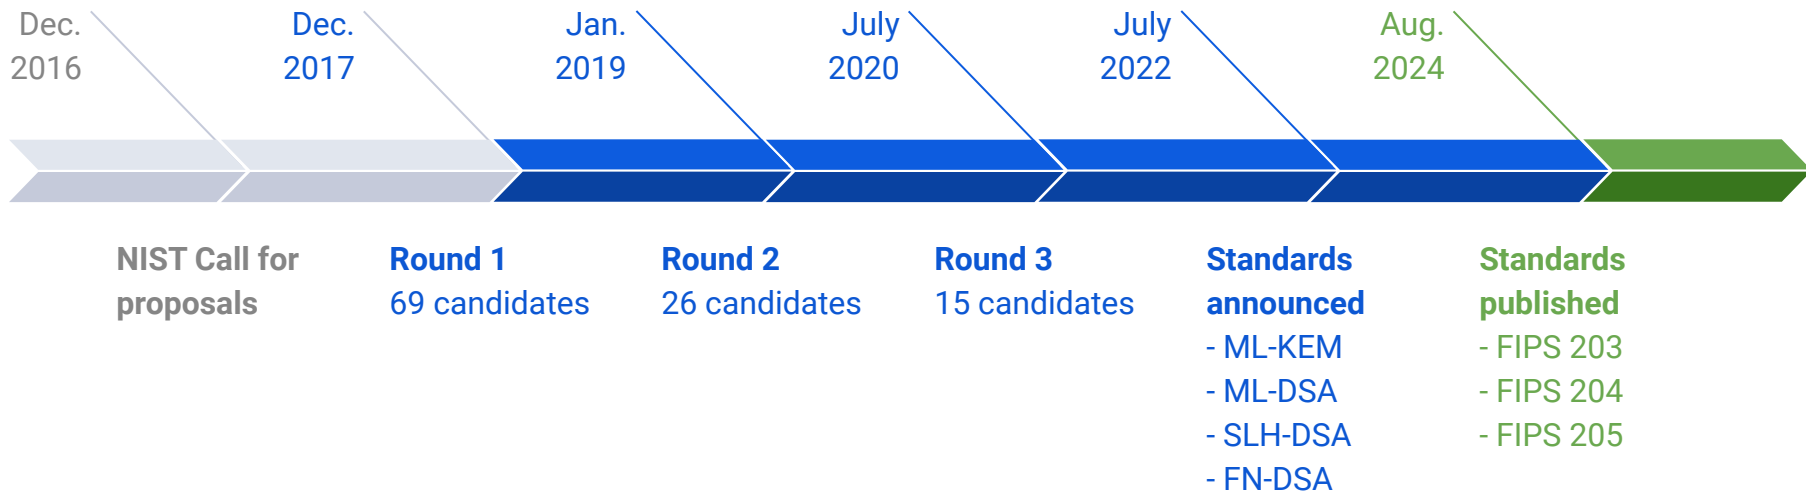 Dec.
2016
Dec.
2017
Jan.
2019
July
2020
July
2022
Aug.
2024
NIST Call for
proposals
Round 1
69 candidates
Round 2
26 candidates
Round 3
15 candidates
Standards
announced
- ML-KEM
- ML-DSA
- SLH-DSA
- FN-DSA
Standards
published
- FIPS 203
- FIPS 204
- FIPS 205